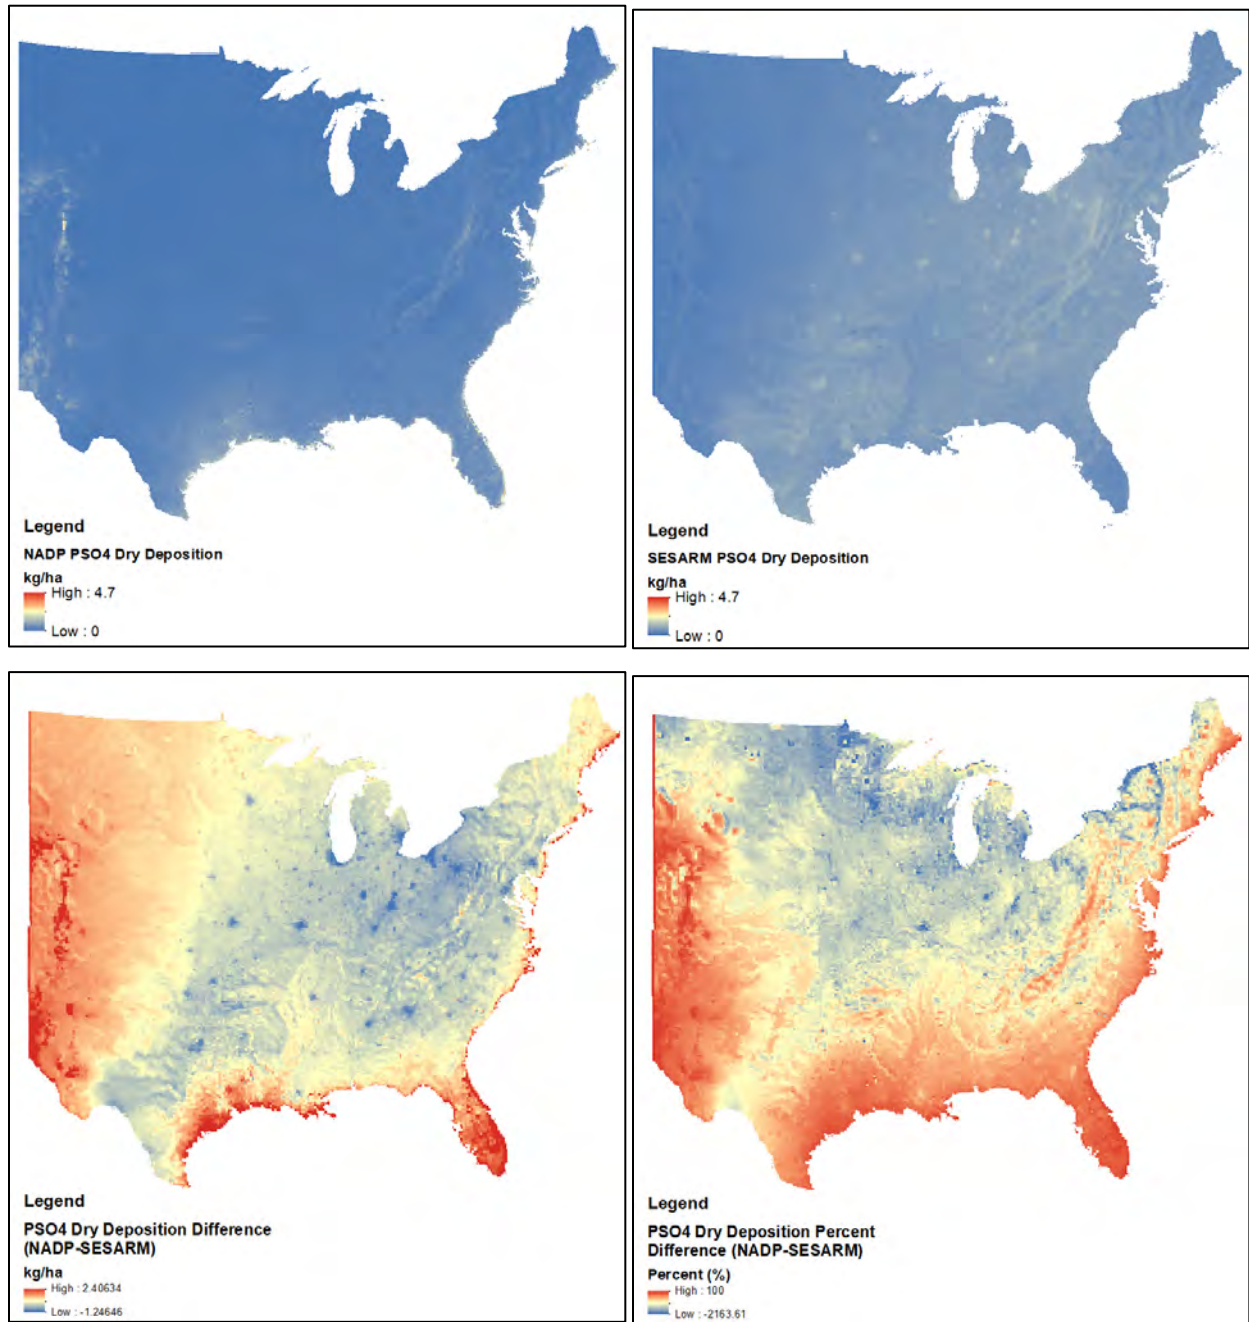 Legend
NADP PSO4 Dry Deposition
kg/ha
High : 4.7
Low : 0
Legend
SESARM PSO4 Dry Deposition
kg/ha
High : 4.7
Low : 0
Legend
PSO4 Dry Deposition Difference
(NADP-SESARM)
kg/ha
High : 2.40634
Low : -1.24646
Legend
PSO4 Dry Deposition Percent
Difference (NADP-SESARM)
Percent (%)
High : 100
Low : -2163.61